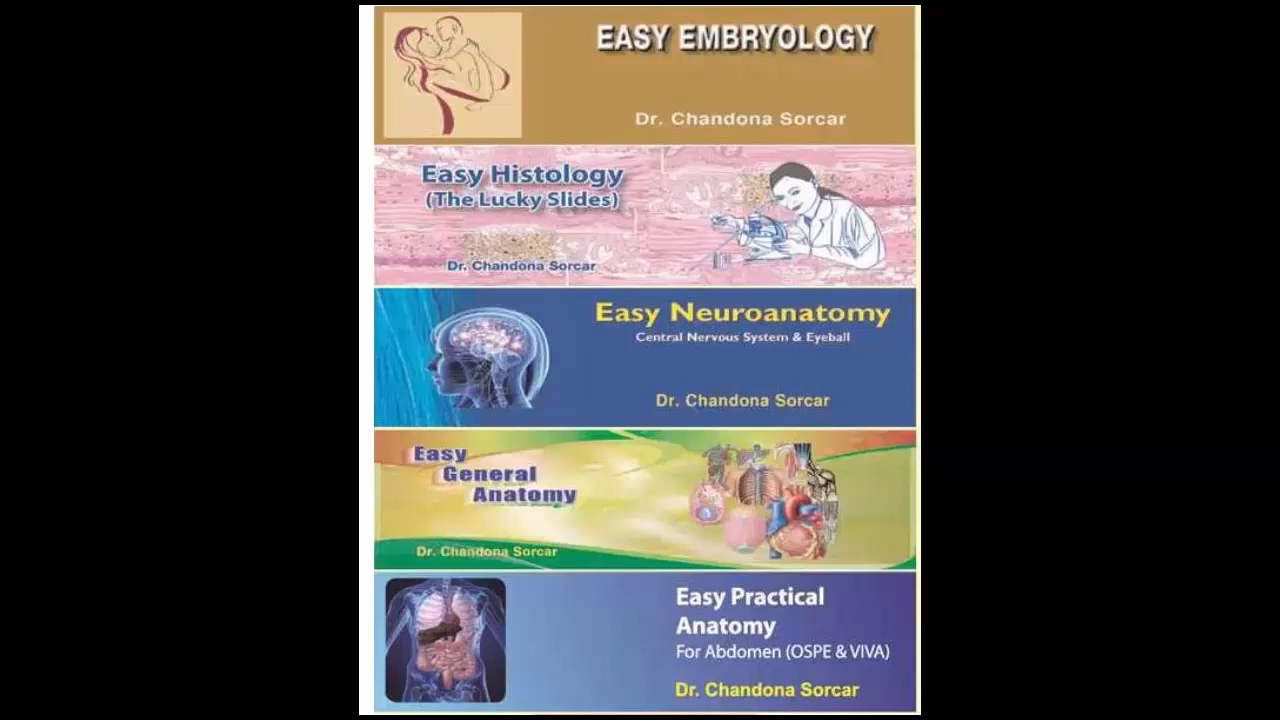 EASY EMBRYOLOGY
Dr. Chandona Sorcar
Easy Histology
(The Lucky Slides)
Dr. Chandona Sorcar
Easy Neuroanatomy
Central Nervous System & Eyeball
Dr. Chandona Sorcar
Easy
General
Anatomy
Dr. Chandona Sorcar
Easy Practical
Anatomy
For Abdomen (OSPE & VIVA)
Dr. Chandona Sorcar